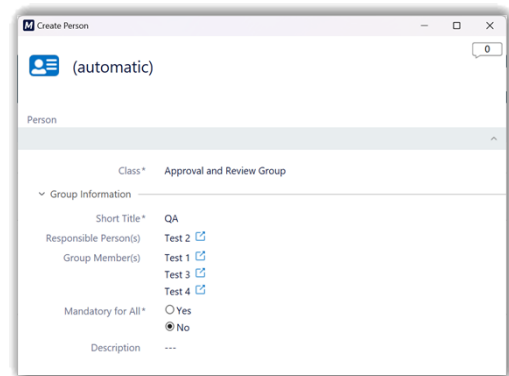 M Create Person
0
(automatic)
Person
Class* Approval and Review Group
Group Information
Short Title* QA
Responsible Person(s) Test 2
Group Member(s) Test 1
Test 3
Test 4
Mandatory for All* Yes
No
Description ---